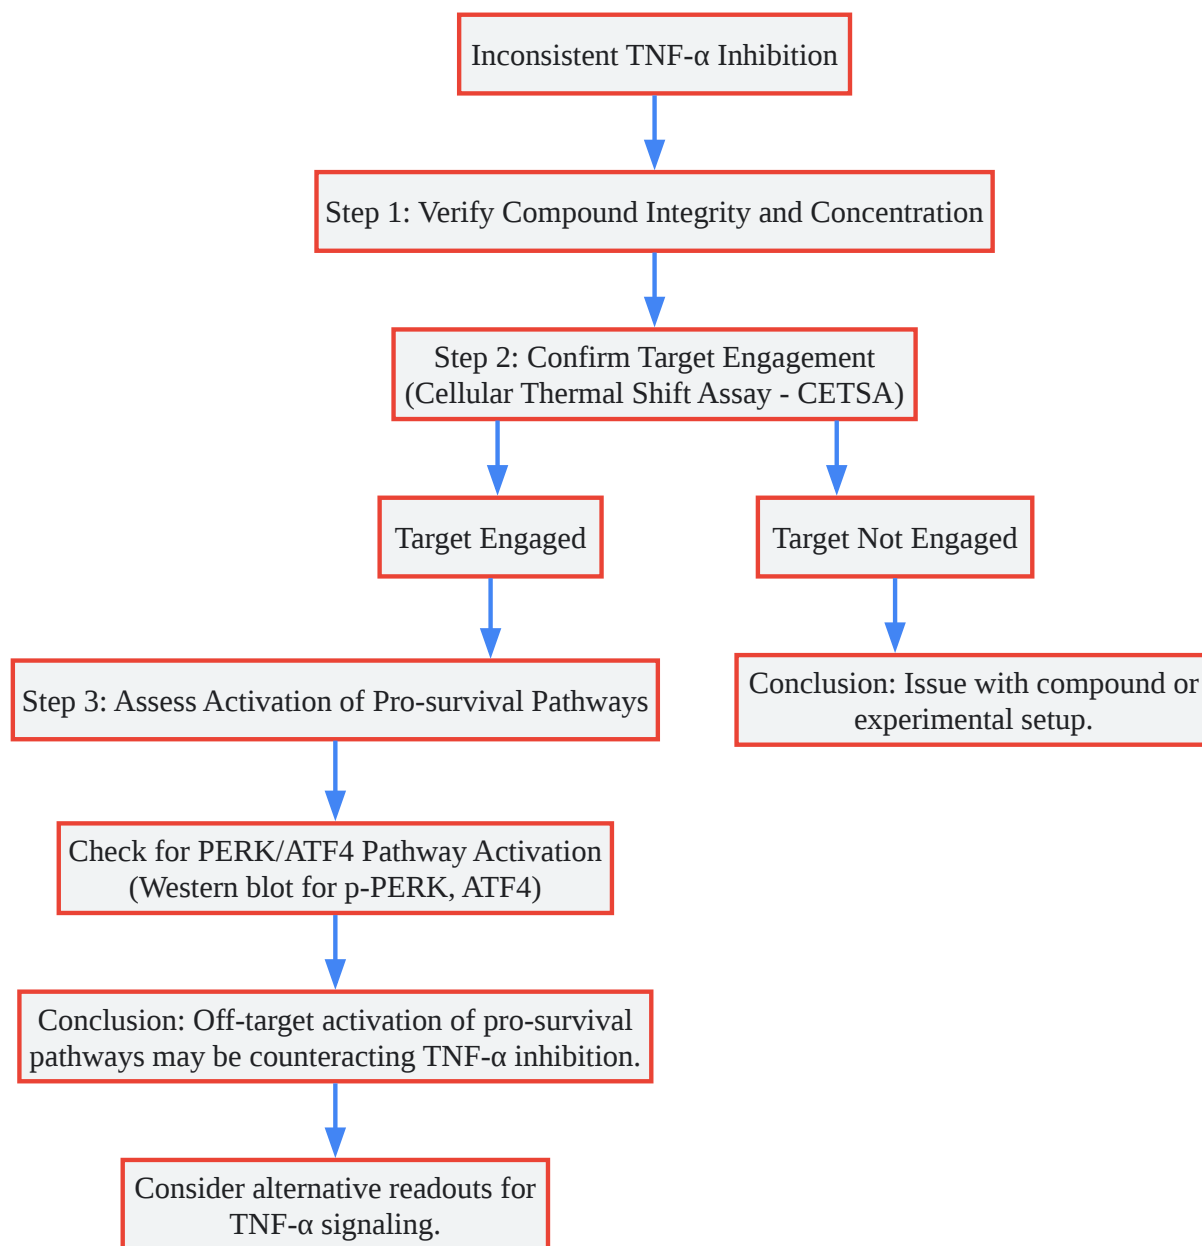 Inconsistent TNF-α Inhibition
Step 1: Verify Compound Integrity and Concentration
Step 2: Confirm Target Engagement
(Cellular Thermal Shift Assay - CETSA)
Target Engaged
Target Not Engaged
Step 3: Assess Activation of Pro-survival Pathways
Conclusion: Issue with compound or
experimental setup.
Check for PERK/ATF4 Pathway Activation
(Western blot for p-PERK, ATF4)
Conclusion: Off-target activation of pro-survival
pathways may be counteracting TNF-α inhibition.
Consider alternative readouts for
TNF-α signaling.